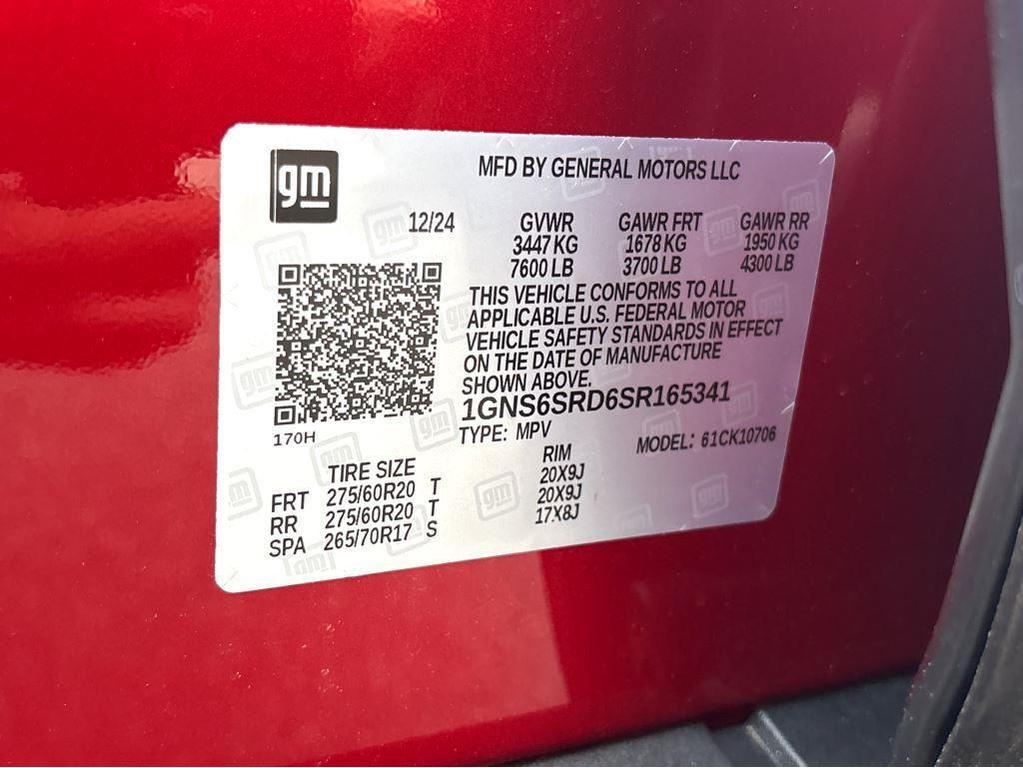 gm
MFD BY GENERAL MOTORS LLC
12/24 GVWR GAWR FRT GAWR RR
3447 KG 1678 KG 1950 KG
7600 LB 3700 LB 4300 LB
THIS VEHICLE CONFORMS TO ALL
APPLICABLE U.S. FEDERAL MOTOR
VEHICLE SAFETY STANDARDS IN EFFECT
ON THE DATE OF MANUFACTURE
SHOWN ABOVE.
1GNS6SRD6SR165341
170H
TYPE: MPV MODEL: 61CK10706
TIRE SIZE RIM
FRT 275/60R20 T 20X9J
RR 275/60R20 T 20X9J
SPA 265/70R17 S 17X8J